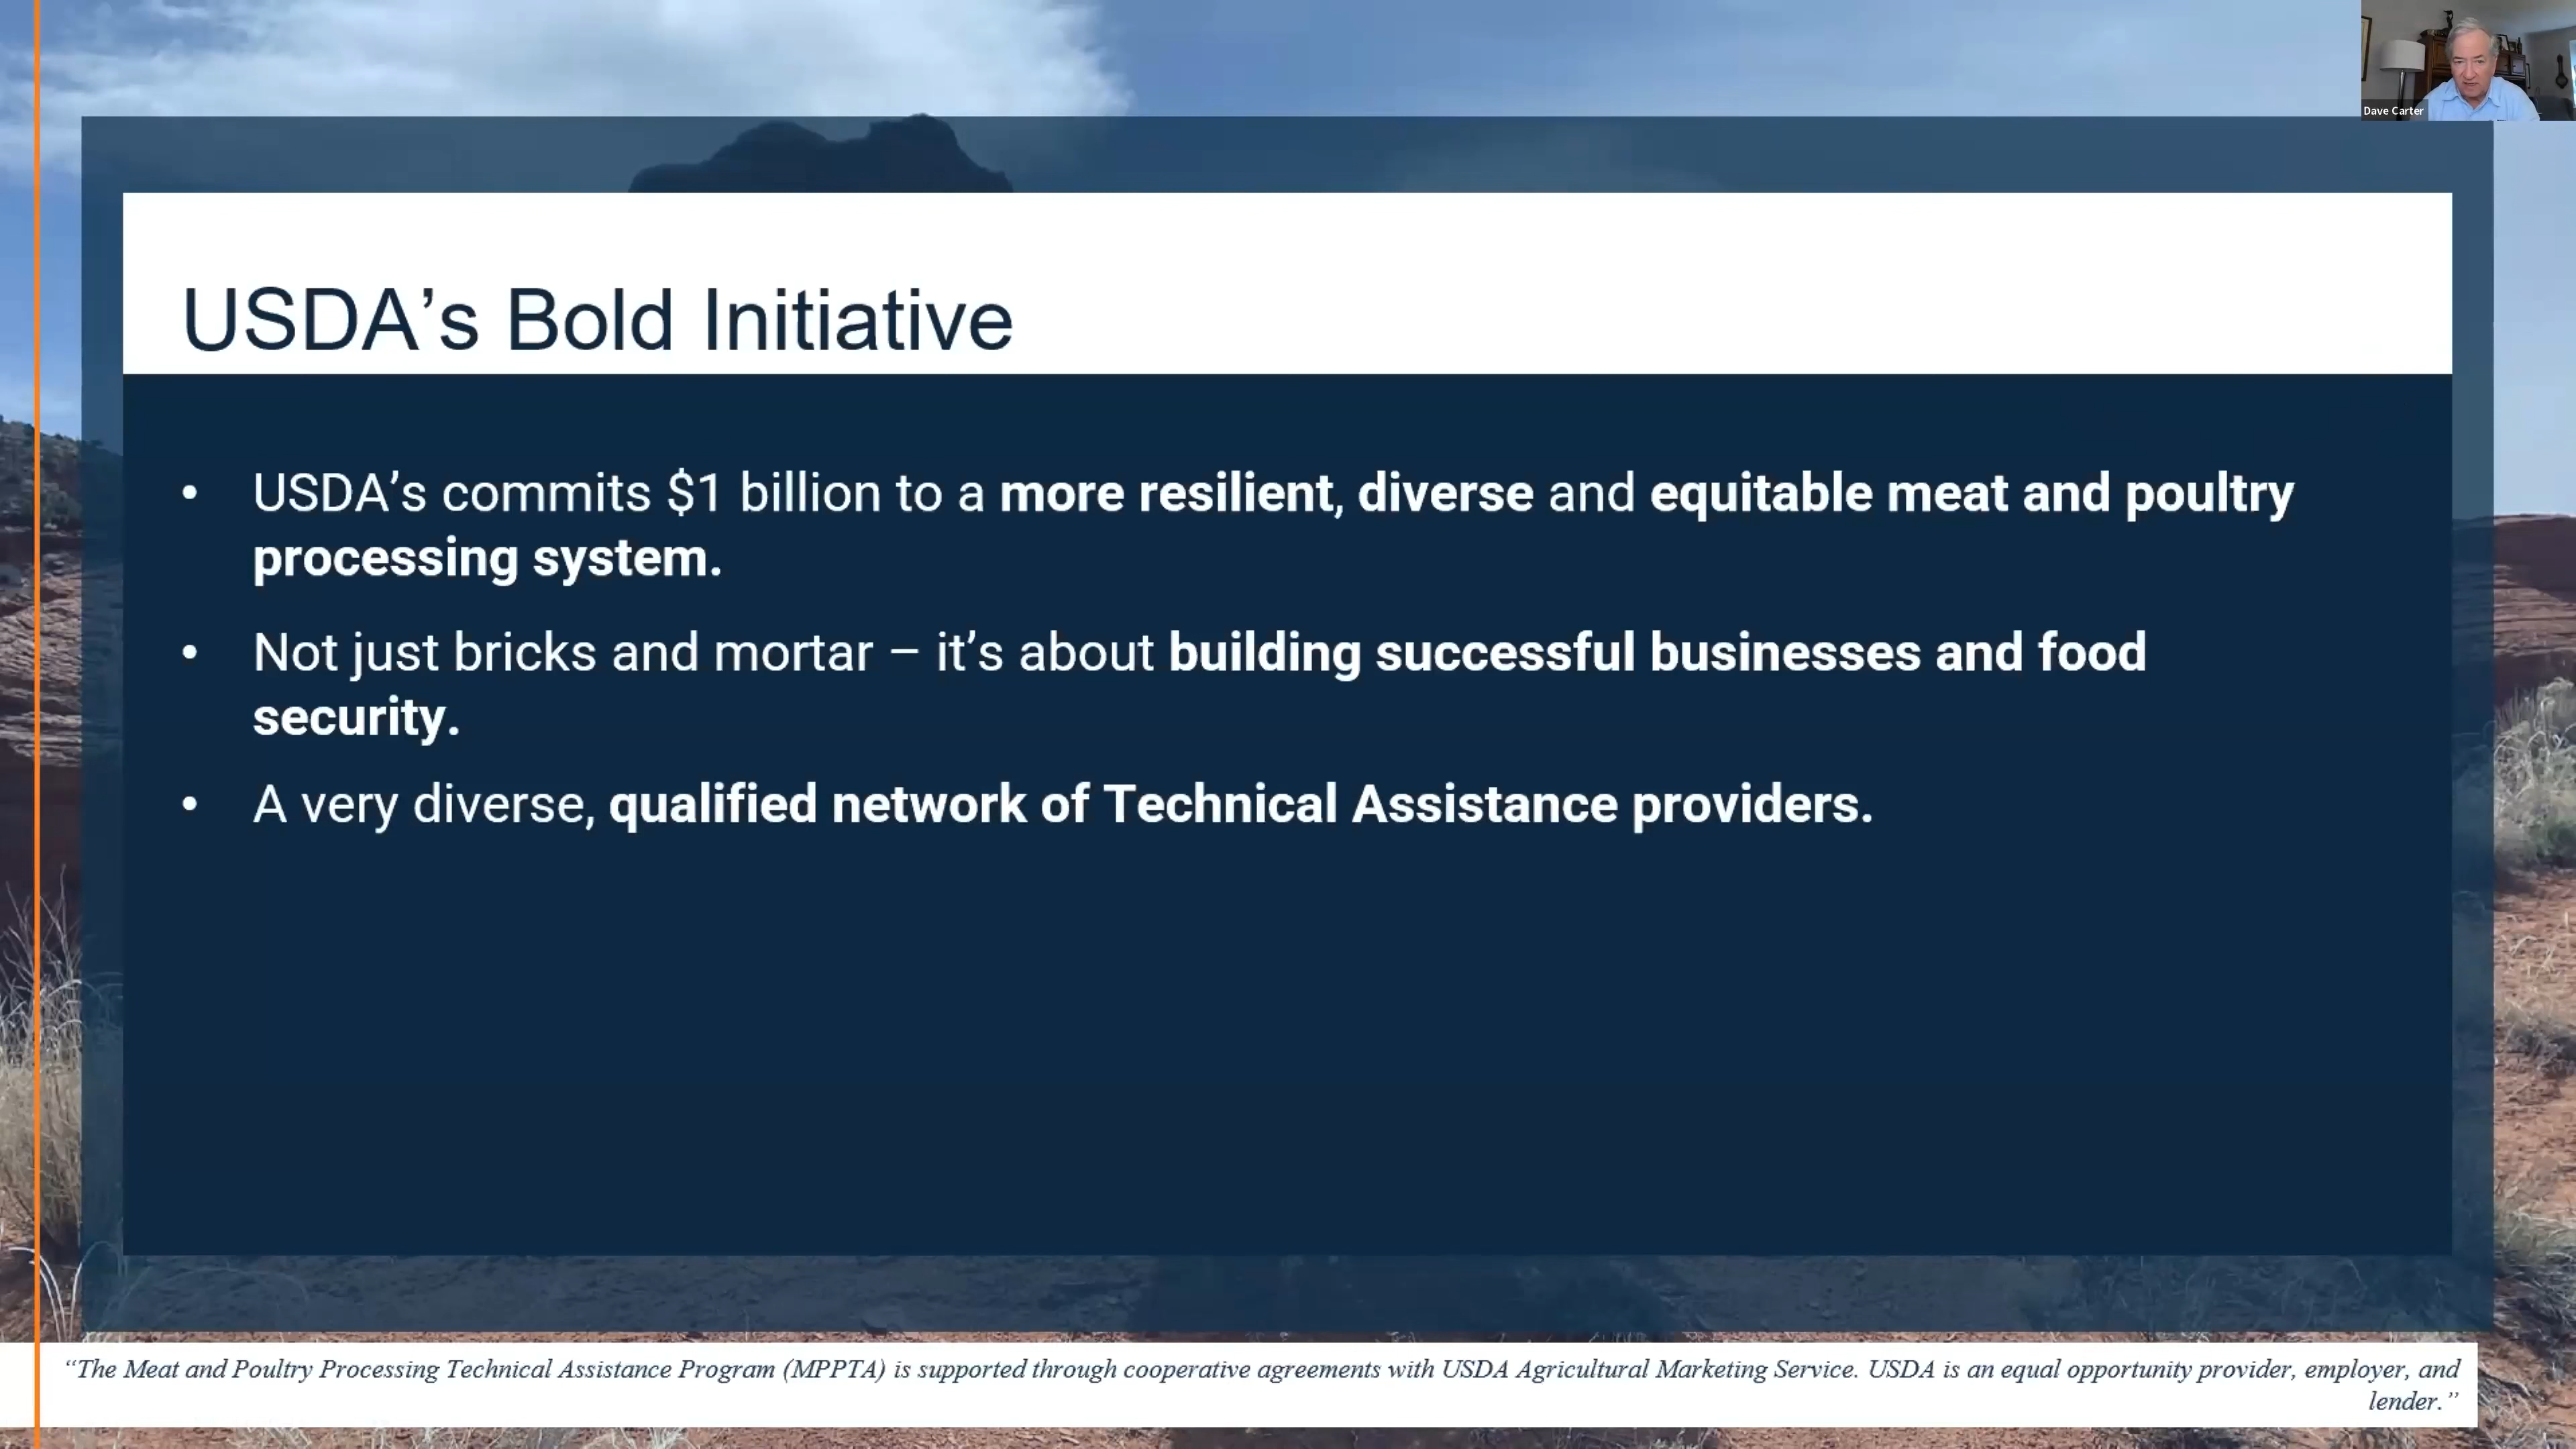 Dave Carter
USDA’s Bold Initiative
• USDA’s commits $1 billion to a more resilient, diverse and equitable meat and poultry
processing system.
• Not just bricks and mortar – it’s about building successful businesses and food
security.
• A very diverse, qualified network of Technical Assistance providers.
“The Meat and Poultry Processing Technical Assistance Program (MPPTA) is supported through cooperative agreements with USDA Agricultural Marketing Service. USDA is an equal opportunity provider, employer, and
lender.”